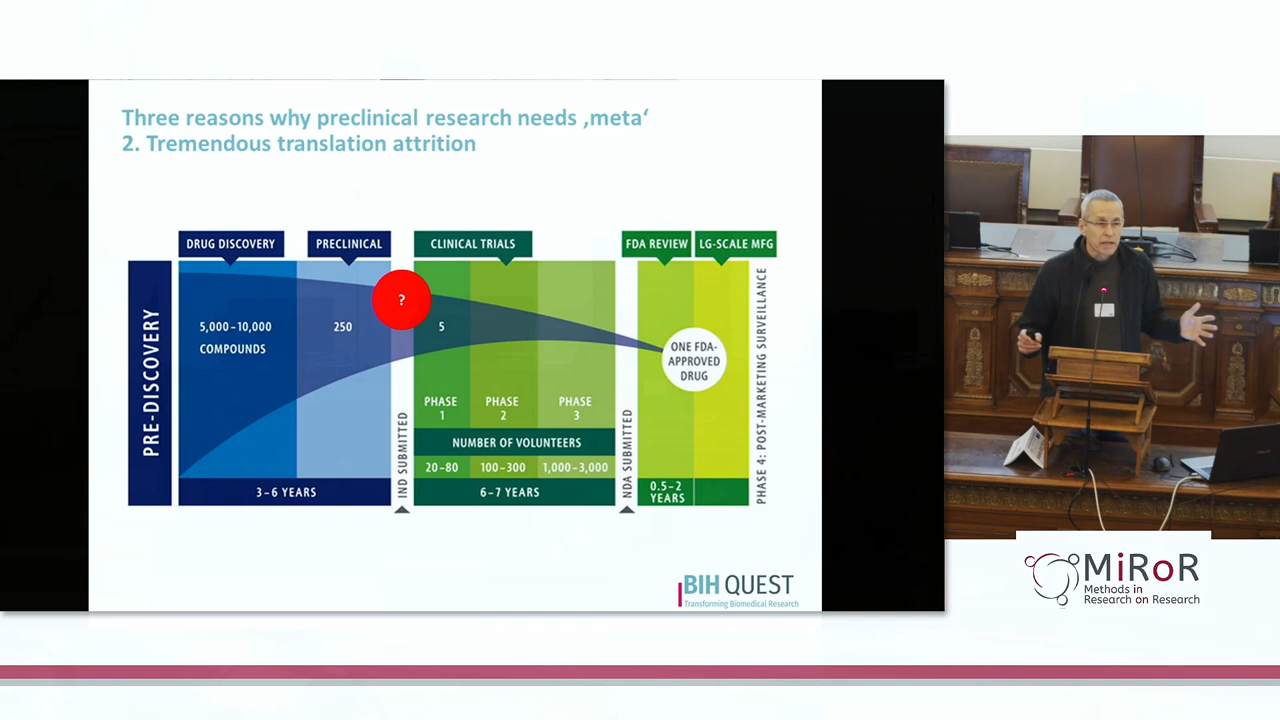 Three reasons why preclinical research needs ‚meta‘
2. Tremendous translation attrition
DRUG DISCOVERY
PRECLINICAL
CLINICAL TRIALS
FDA REVIEW
LG-SCALE MFG
PRE-DISCOVERY
5,000–10,000
COMPOUNDS
250
?
5
ONE FDA-
APPROVED
DRUG
PHASE
1
PHASE
2
PHASE
3
NUMBER OF VOLUNTEERS
20–80
100–300
1,000–3,000
3–6 YEARS
IND SUBMITTED
6–7 YEARS
NDA SUBMITTED
0.5–2
YEARS
PHASE 4: POST-MARKETING SURVEILLANCE
BIH QUEST
Transforming Biomedical Research
MiRoR
Methods in
Research on Research